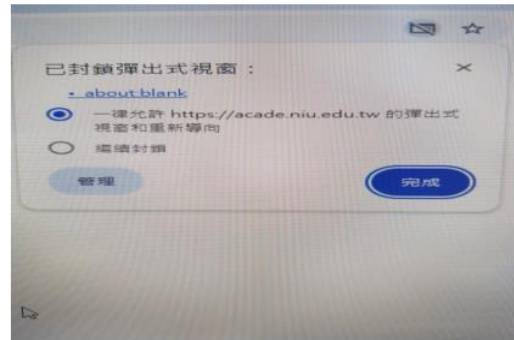 已封鎖彈出式視窗：
about:blank
一律允許 https://acade.niu.edu.tw 的彈出式
視窗和重新導向
繼續封鎖
管理
完成